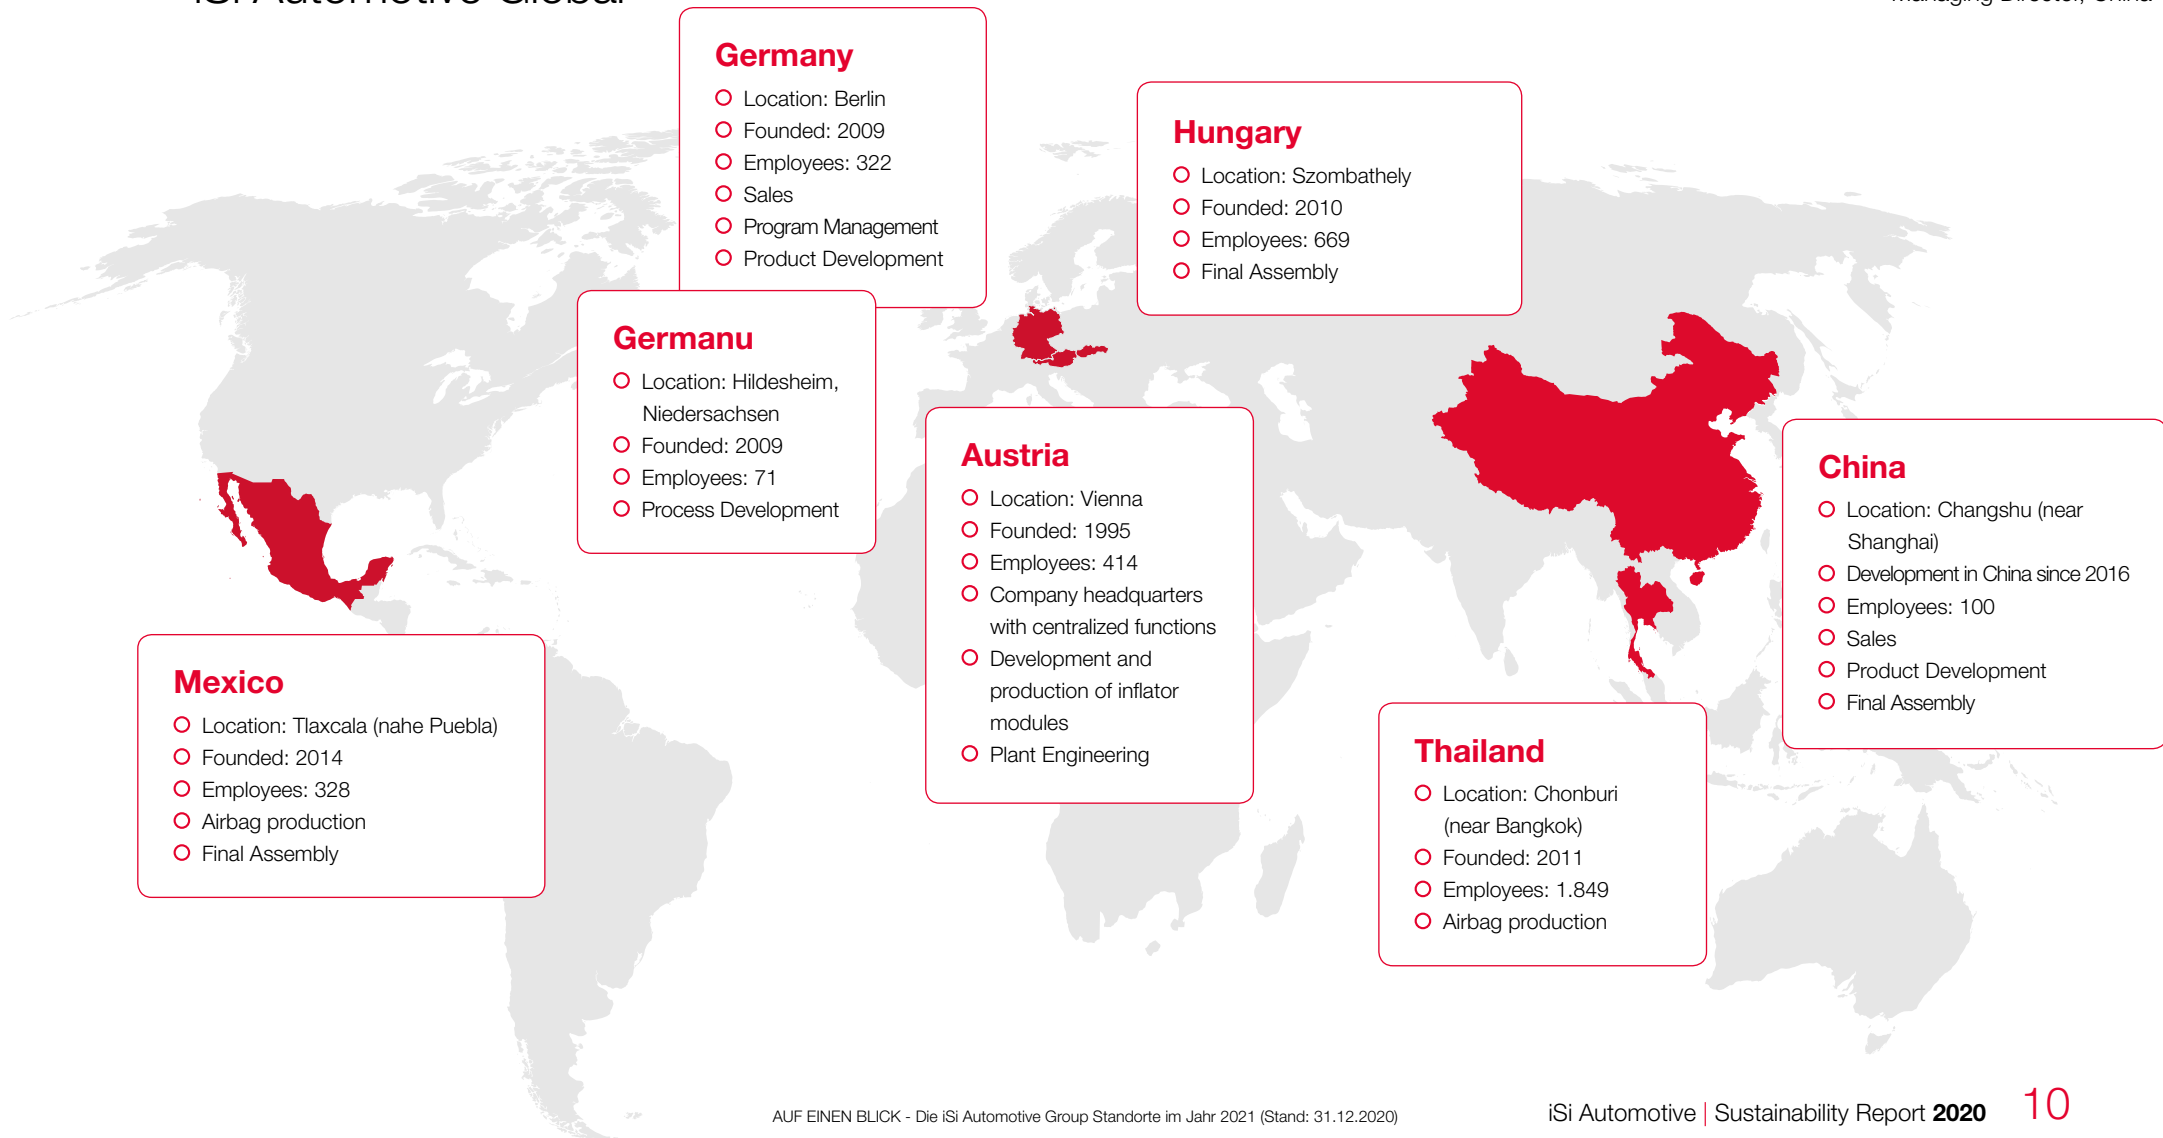 iSi Automotive Global
Managing Director, China
Germany
Location: Berlin
Founded: 2009
Employees: 322
Sales
Program Management
Product Development
Hungary
Location: Szombathely
Founded: 2010
Employees: 669
Final Assembly
Germanu
Location: Hildesheim,
Niedersachsen
Founded: 2009
Employees: 71
Process Development
Austria
Location: Vienna
Founded: 1995
Employees: 414
Company headquarters
with centralized functions
Development and
production of inflator
modules
Plant Engineering
China
Location: Changshu (near
Shanghai)
Development in China since 2016
Employees: 100
Sales
Product Development
Final Assembly
Mexico
Location: Tlaxcala (nahe Puebla)
Founded: 2014
Employees: 328
Airbag production
Final Assembly
Thailand
Location: Chonburi
(near Bangkok)
Founded: 2011
Employees: 1.849
Airbag production
AUF EINEN BLICK - Die iSi Automotive Group Standorte im Jahr 2021 (Stand: 31.12.2020)
iSi Automotive | Sustainability Report 2020 10